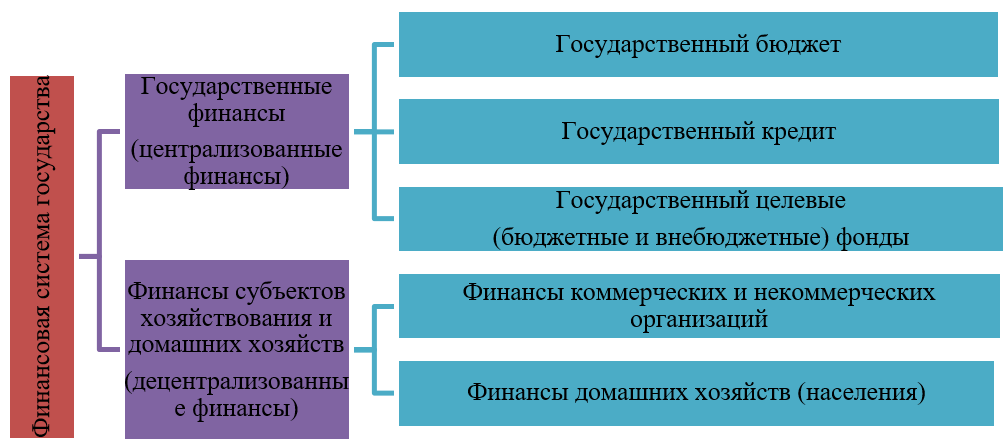 Финансовая система государства
Государственные
финансы
(централизованные
финансы)
Государственный бюджет
Государственный кредит
Государственный целевые
(бюджетные и внебюджетные) фонды
Финансы субъектов
хозяйствования и
домашних хозяйств
(децентрализованны
е финансы)
Финансы коммерческих и некоммерческих
организаций
Финансы домашних хозяйств (населения)